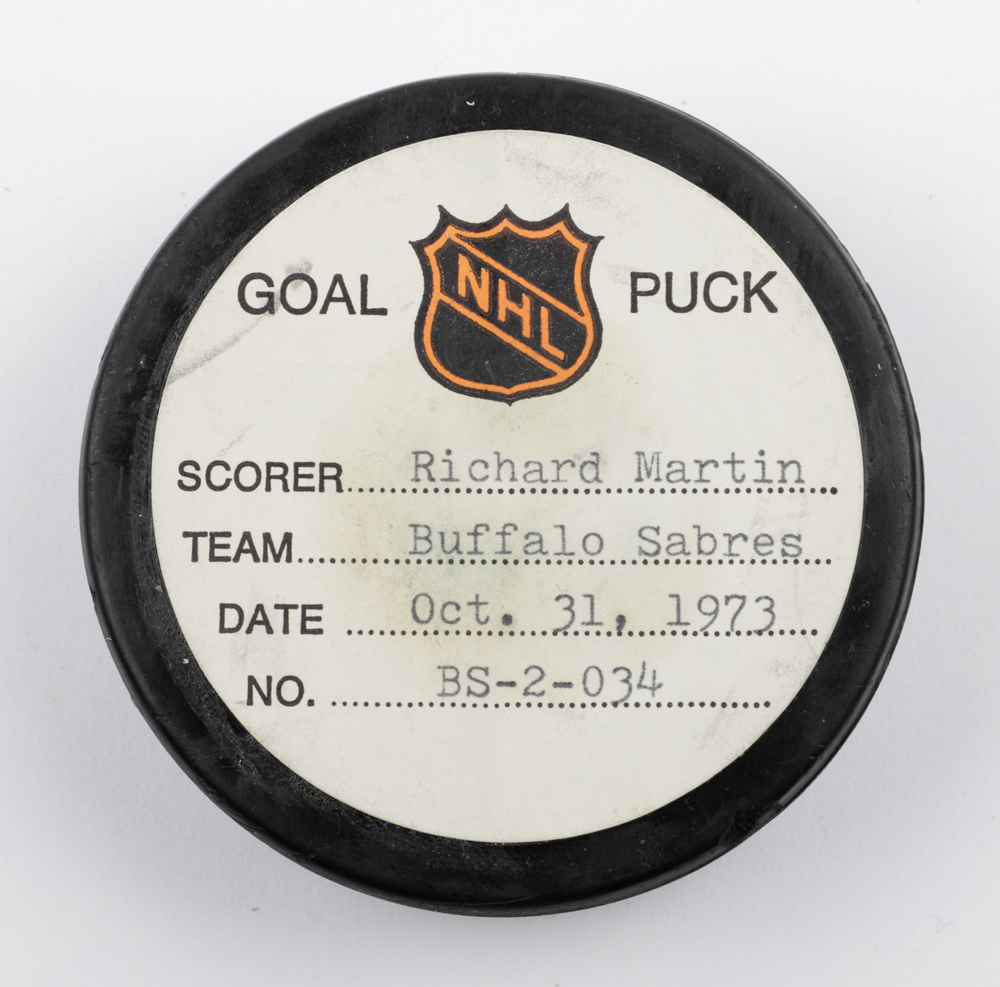 GOAL NHL PUCK
SCORER Richard Martin
TEAM Buffalo Sabres
DATE Oct. 31, 1973
NO. BS-2-034